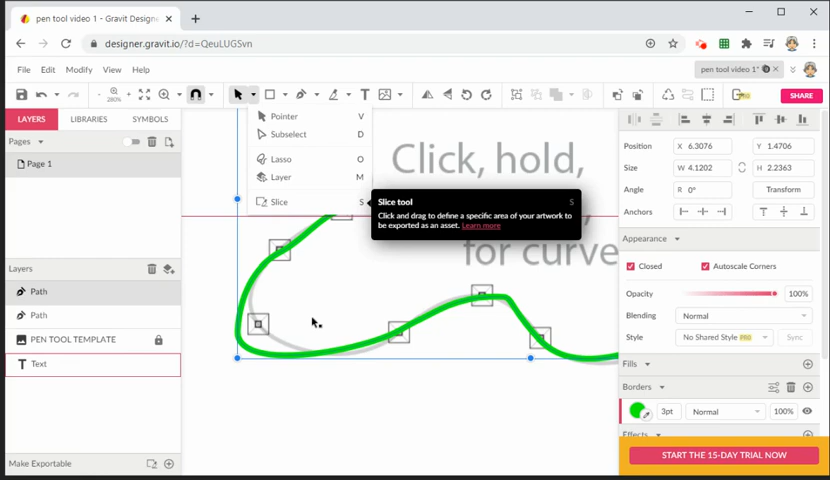 pen tool video 1 - Gravit Designe
designer.gravit.io/?d=QeuLUGSvn
File Edit Modify View Help
pen tool video 1*
280%
PRO
SHARE
LAYERS LIBRARIES SYMBOLS
Pages
Page 1
Layers
Path
Path
PEN TOOL TEMPLATE
Text
Make Exportable
Pointer V
Subselect D
Lasso O
Layer M
Slice S
Slice tool S
Click and drag to define a specific area of your artwork to
be exported as an asset. Learn more
Click, hold,
for curve
Position X 6.3076 Y 1.4706
Size W 4.1202 H 2.2363
Angle R 0° Transform
Anchors
Appearance
Closed Autoscale Corners
Opacity 100%
Blending Normal
Style No Shared Style PRO Sync
Fills
Borders
3pt Normal 100%
Effects
START THE 15-DAY TRIAL NOW